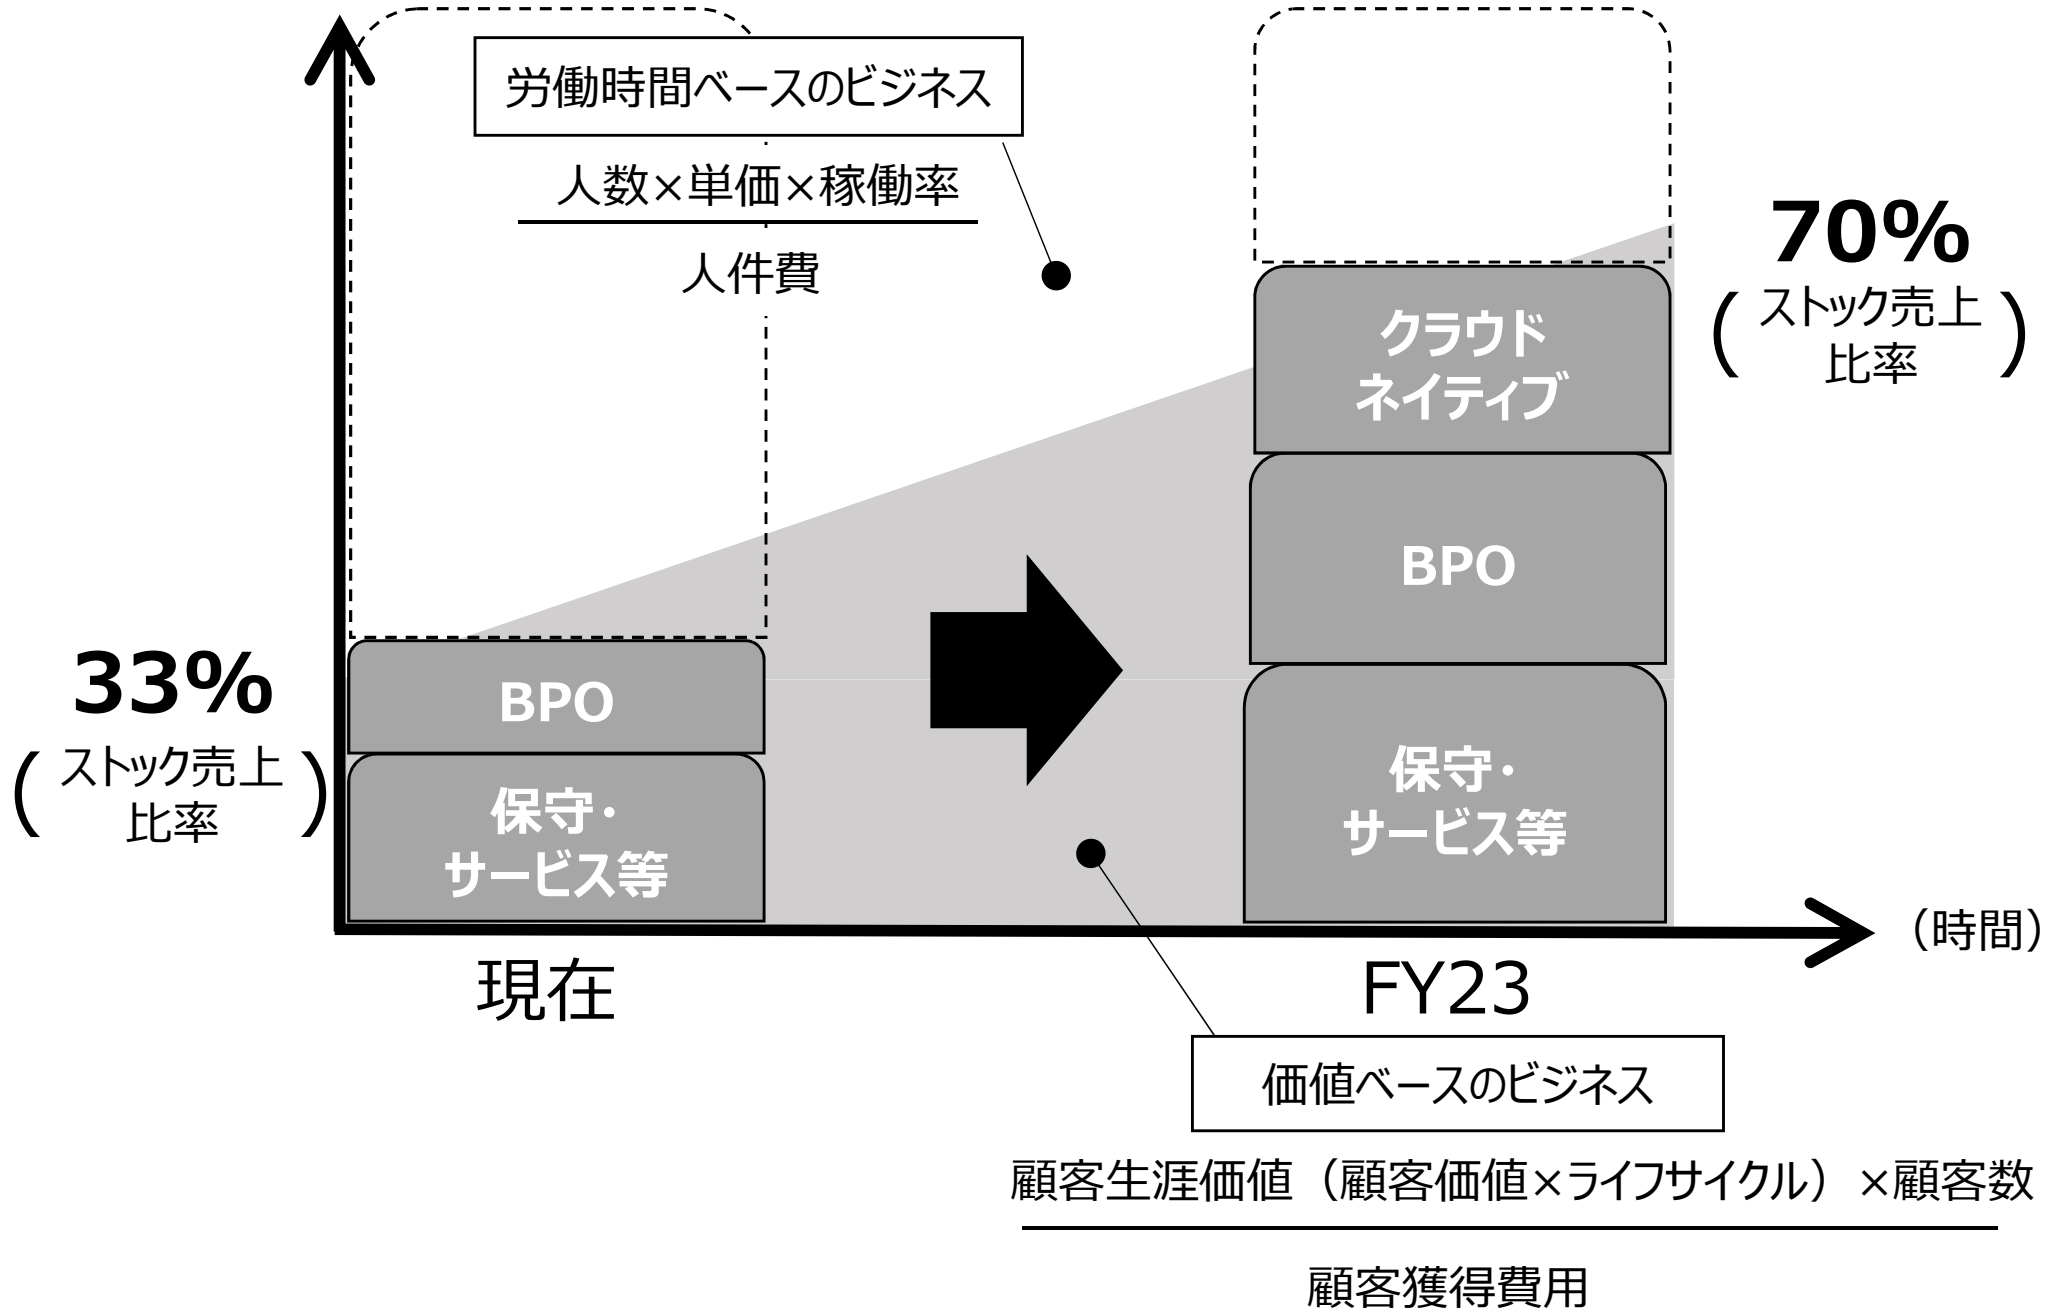 労働時間ベースのビジネス
人数×単価×稼働率
人件費
70%
(ストック売上
比率)
クラウド
ネイティブ
BPO
保守・
サービス等
33%
(ストック売上
比率)
BPO
保守・
サービス等
(時間)
現在
FY23
価値ベースのビジネス
顧客生涯価値（顧客価値×ライフサイクル）×顧客数
顧客獲得費用